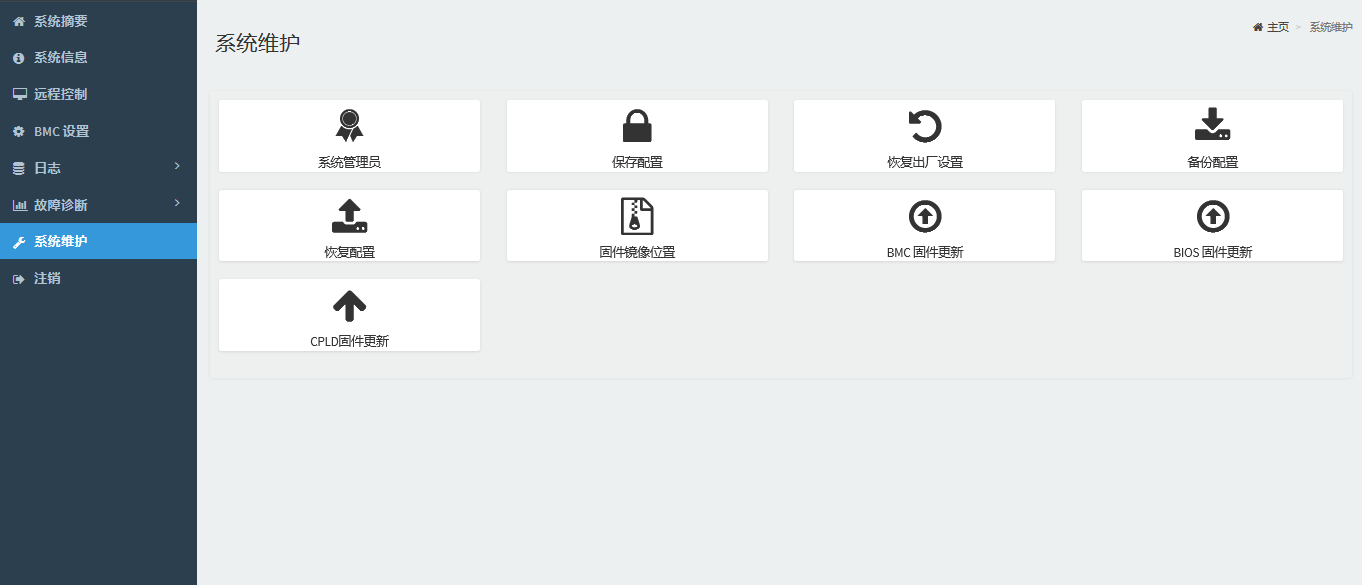 系统摘要
系统信息
远程控制
BMC 设置
日志
故障诊断
系统维护
注销
主页 > 系统维护
系统维护
系统管理员
保存配置
恢复出厂设置
备份配置
恢复配置
固件镜像位置
BMC 固件更新
BIOS 固件更新
CPLD固件更新